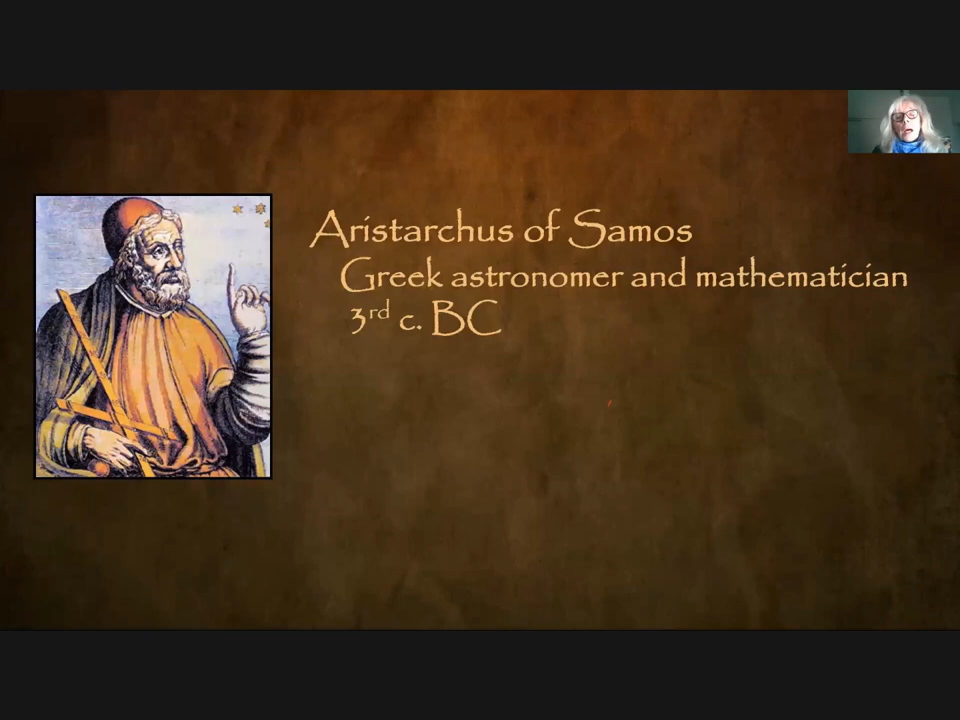 Aristarchus of Samos
Greek astronomer and mathematician
3rd c. BC